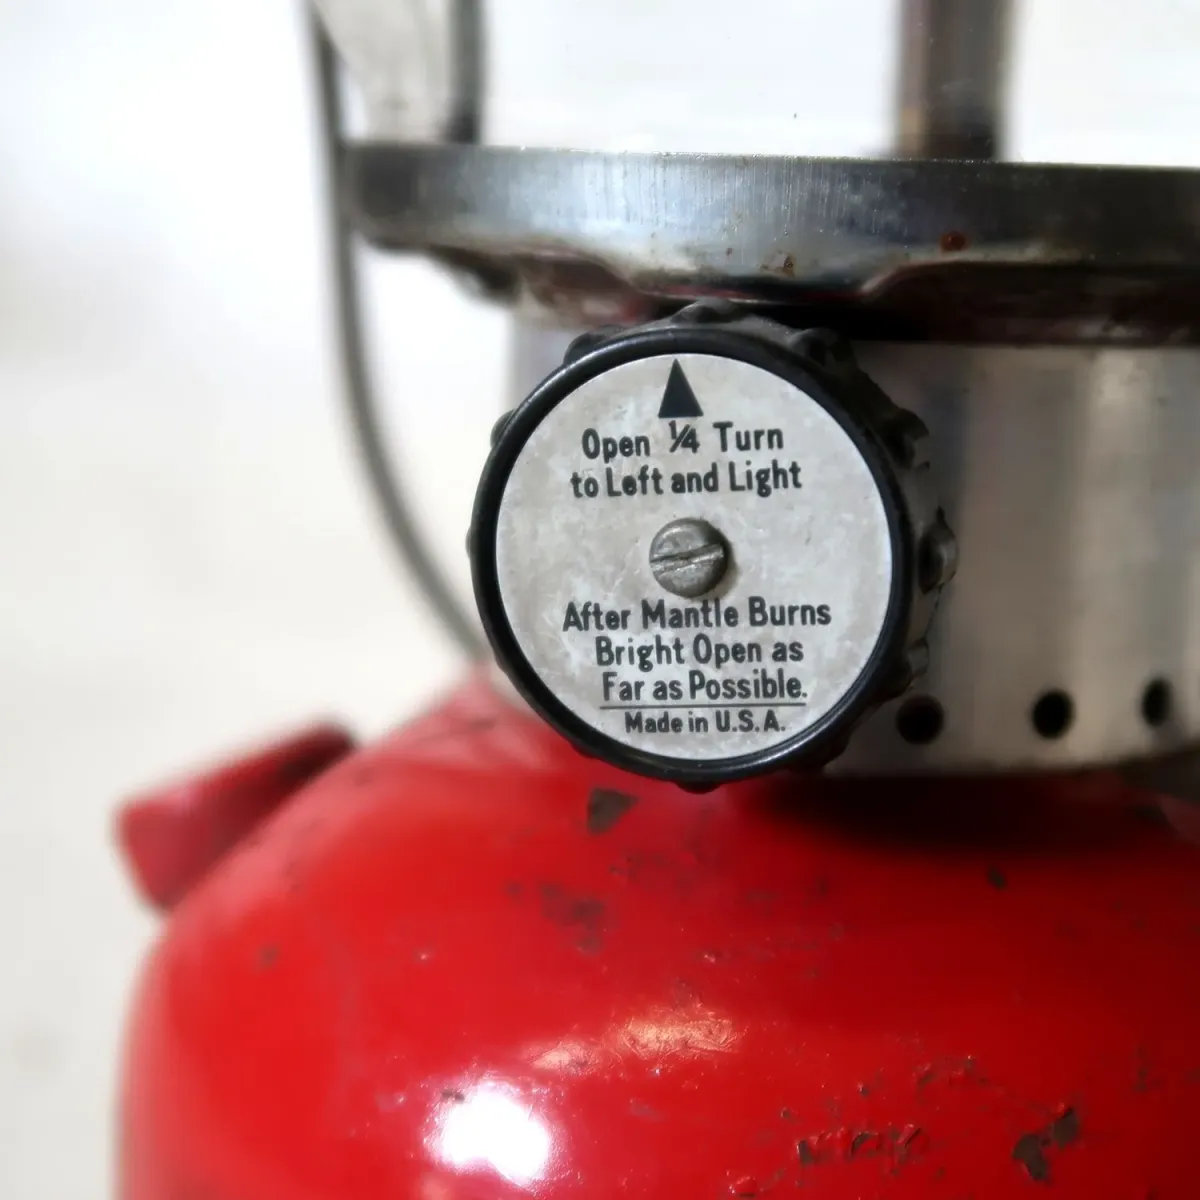 Open ¼ Turn
to Left and Light
After Mantle Burns
Bright Open as
Far as Possible.
Made in U.S.A.